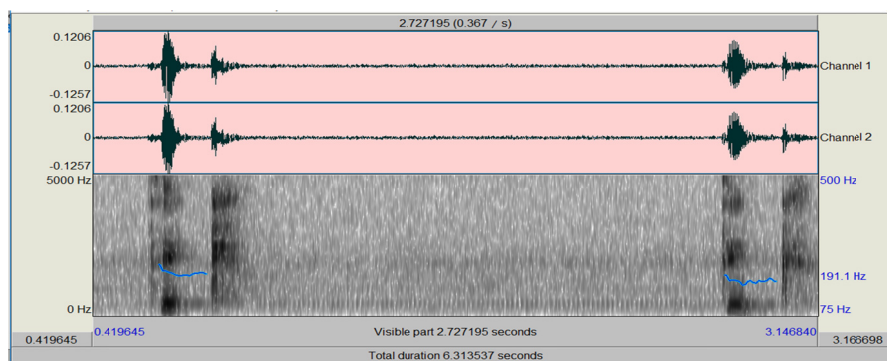 2.727195 (0.367 / s)
0.1206
0
-0.1257
Channel 1
0.1206
0
-0.1257
Channel 2
5000 Hz
500 Hz
191.1 Hz
0 Hz
75 Hz
0.419645
Visible part 2.727195 seconds
3.146840
0.419645
3.166698
Total duration 6.313537 seconds